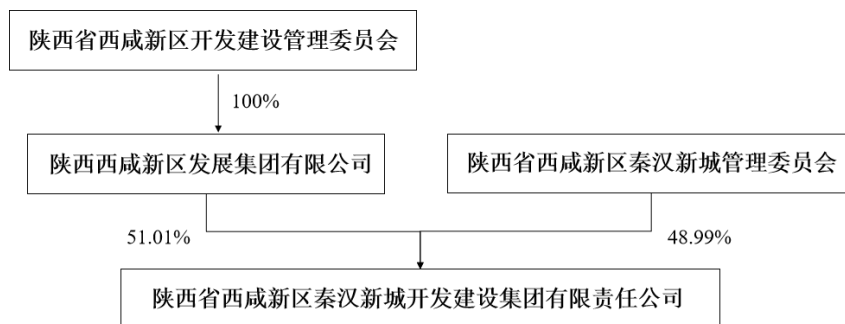 陕西省西咸新区开发建设管理委员会
100%
陕西西咸新区发展集团有限公司
陕西省西咸新区秦汉新城管理委员会
51.01%
48.99%
陕西省西咸新区秦汉新城开发建设集团有限责任公司